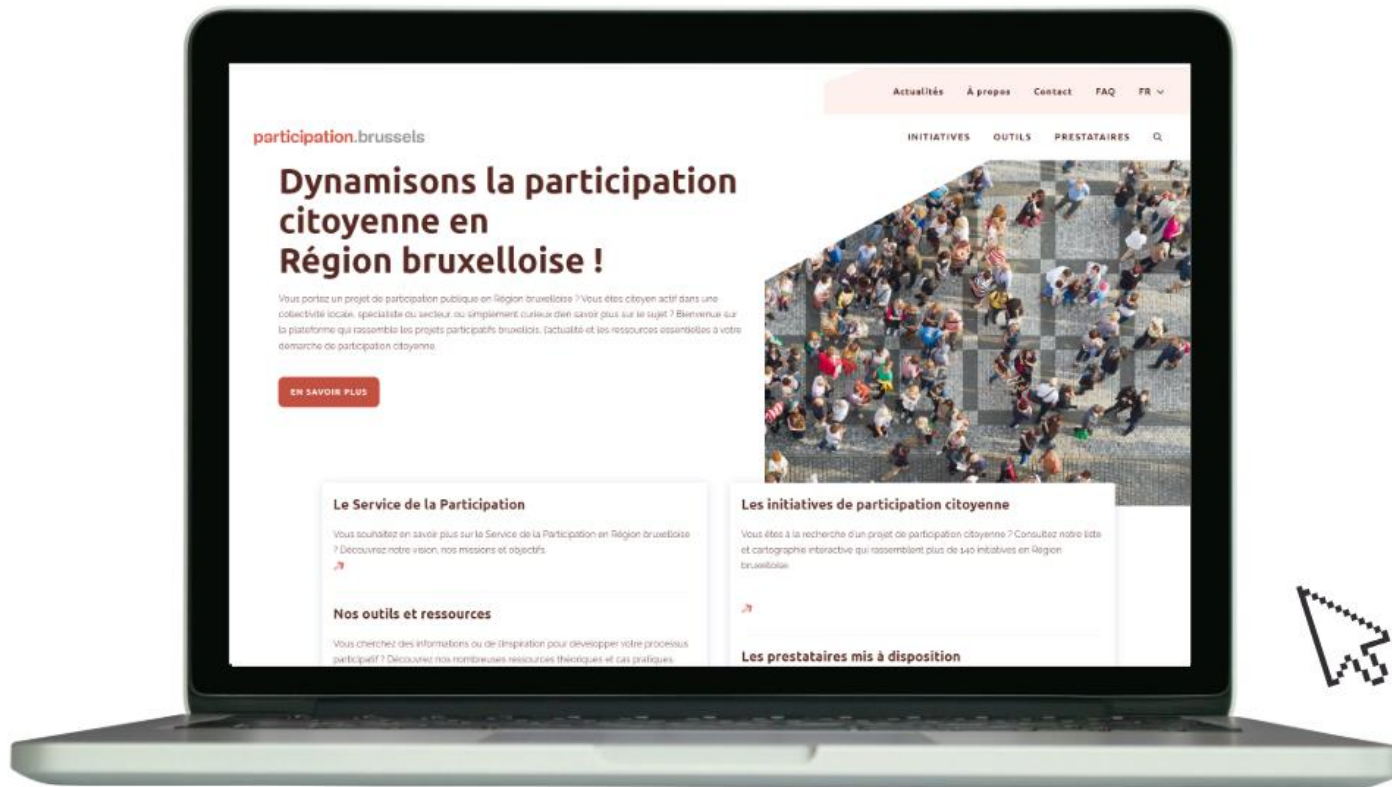 Actualités À propos Contact FAQ FR
participation.brussels
INITIATIVES OUTILS PRESTATAIRES
Dynamisons la participation
citoyenne en
Région bruxelloise !
Vous portez un projet de participation publique en Région bruxelloise ? Vous êtes citoyen actif dans une
collectivité locale, spécialiste du secteur, ou simplement curieux d'en savoir plus sur le sujet ? Bienvenue sur
la plateforme qui rassemble les projets participatifs bruxellois, l'actualité et les ressources essentielles à votre
démarche de participation citoyenne.
EN SAVOIR PLUS
Le Service de la Participation
Vous souhaitez en savoir plus sur le Service de la Participation en Région bruxelloise
? Découvrez notre vision, nos missions et objectifs.
Nos outils et ressources
Vous cherchez des informations ou de l'inspiration pour développer votre processus
participatif ? Découvrez nos nombreuses ressources théoriques et cas pratiques.
Les initiatives de participation citoyenne
Vous êtes à la recherche d'un projet de participation citoyenne ? Consultez notre liste
et cartographie interactive qui rassemblent plus de 140 initiatives en Région
bruxelloise.
Les prestataires mis à disposition